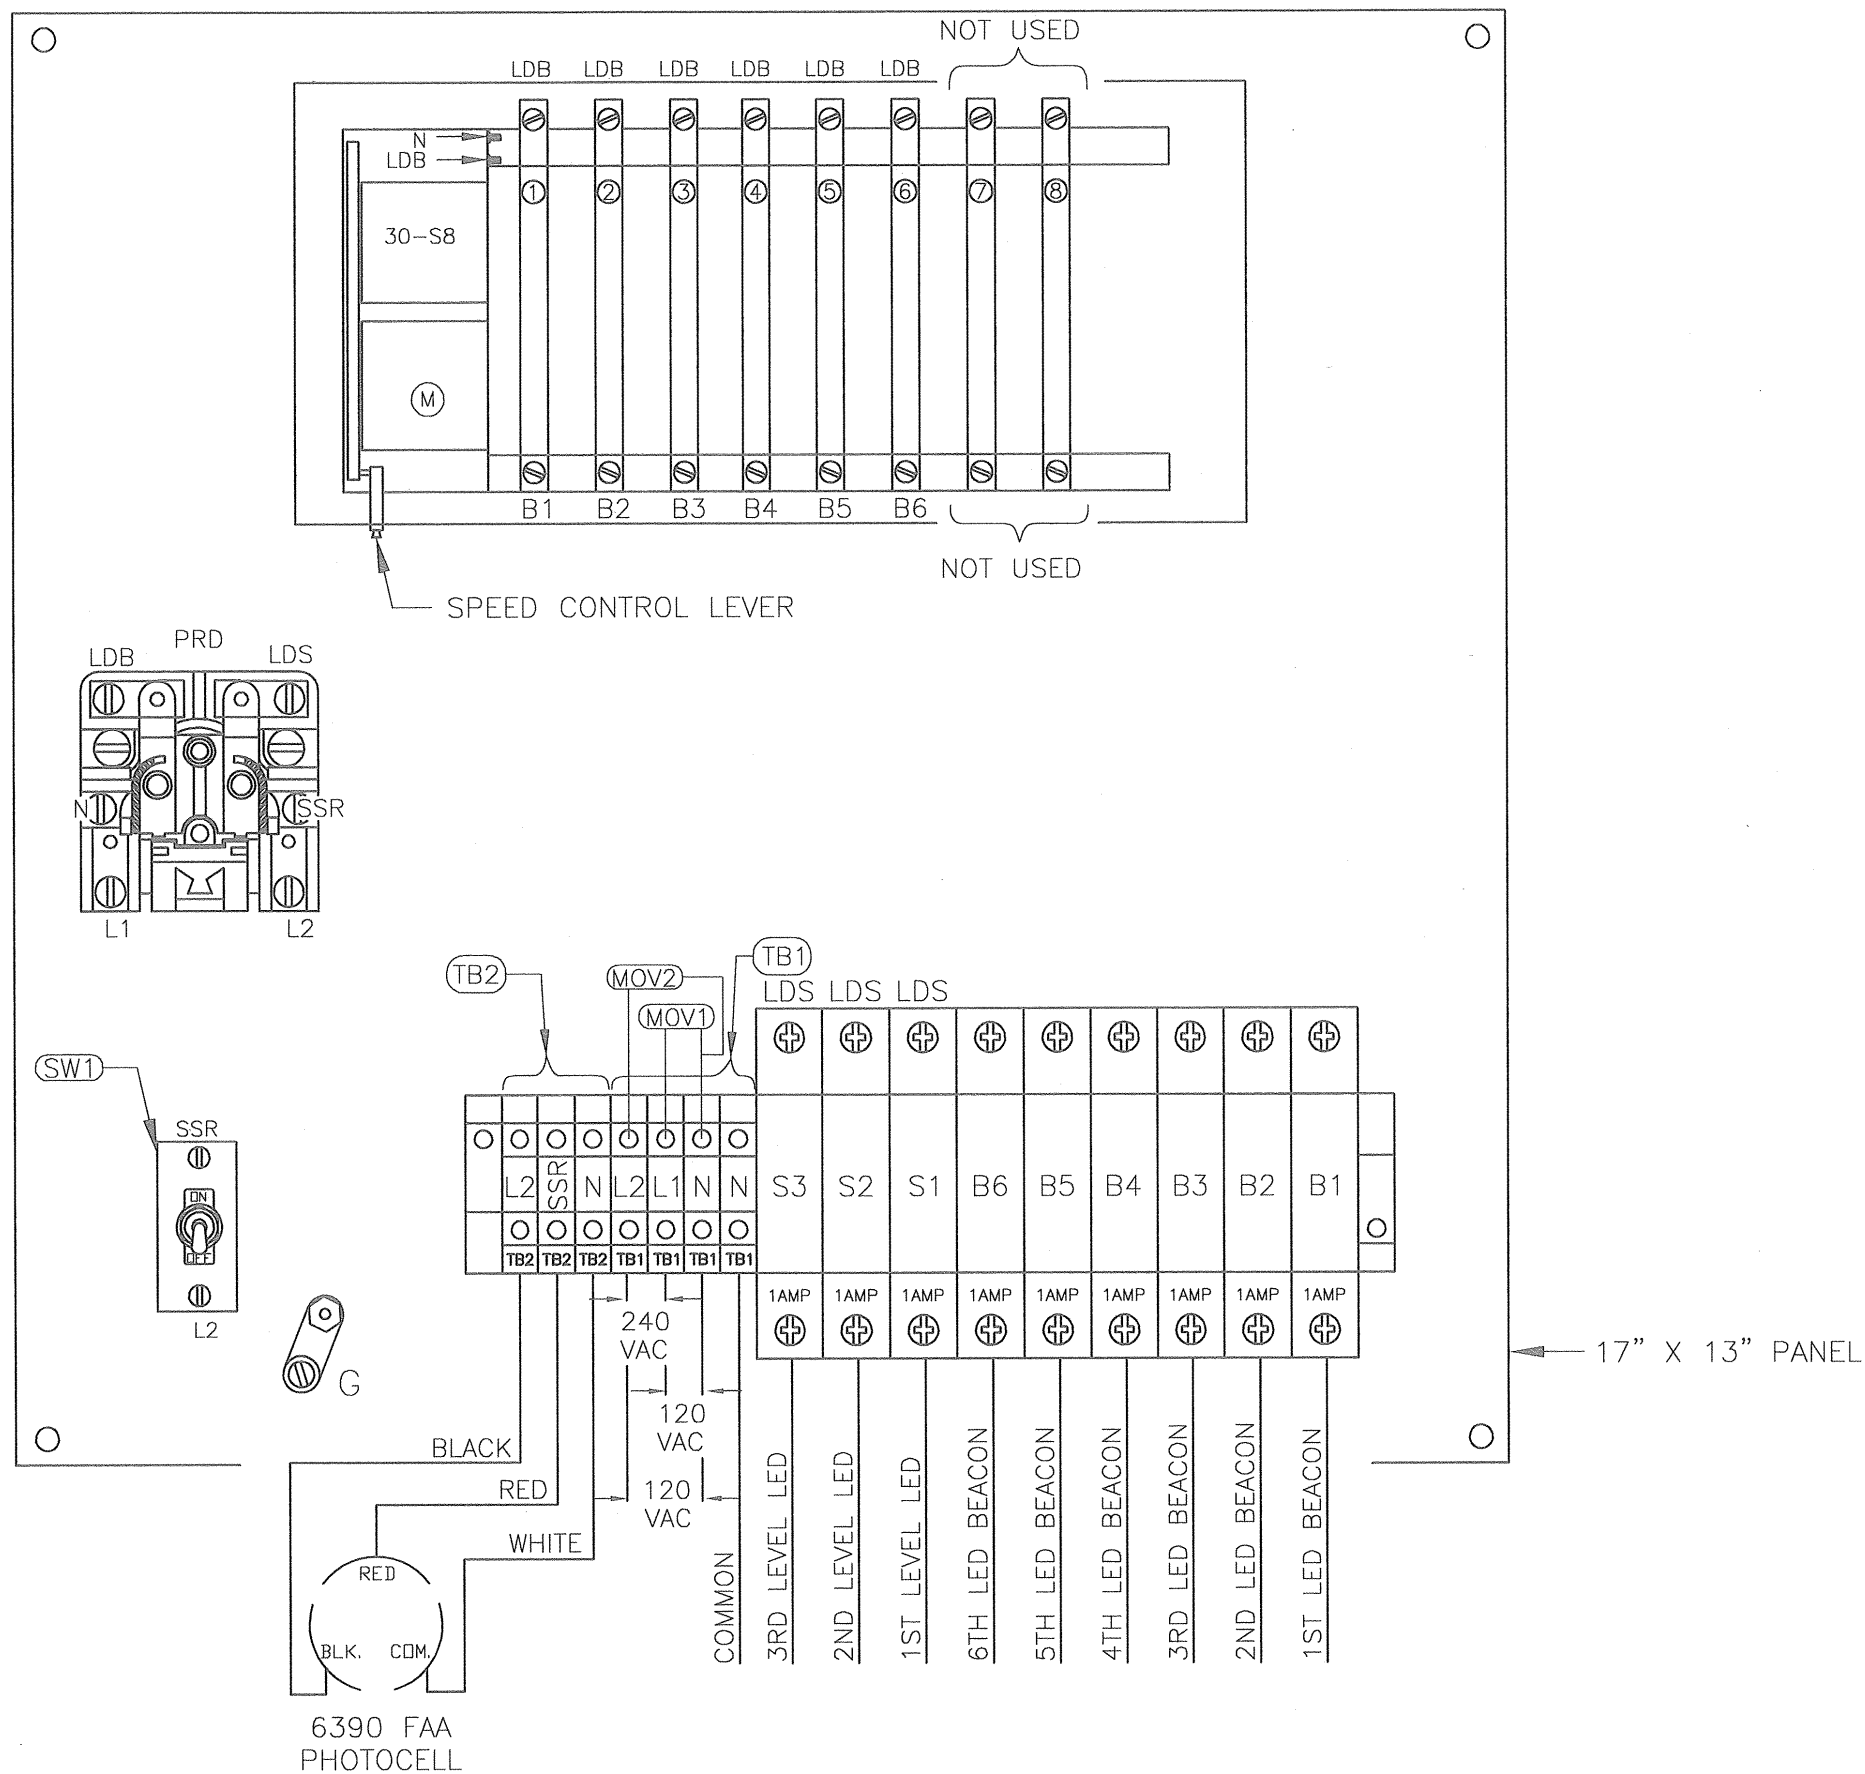 NOT USED
LDB LDB LDB LDB LDB LDB
N
LDB
1 2 3 4 5 6 7 8
30-S8
M
B1 B2 B3 B4 B5 B6
NOT USED
SPEED CONTROL LEVER
PRD
LDB LDS
N SSR
L1 L2
TB2 MOV2 TB1
LDS LDS LDS
MOV1
SW1
SSR
ON
OFF
L2
G
L2 SSR N L2 L1 N N S3 S2 S1 B6 B5 B4 B3 B2 B1
TB2 TB2 TB2 TB1 TB1 TB1 TB1
1AMP 1AMP 1AMP 1AMP 1AMP 1AMP 1AMP 1AMP 1AMP
240
VAC
17" X 13" PANEL
120
VAC
120
VAC
BLACK
RED
WHITE
COMMON
3RD LEVEL LED
2ND LEVEL LED
1ST LEVEL LED
6TH LED BEACON
5TH LED BEACON
4TH LED BEACON
3RD LED BEACON
2ND LED BEACON
1ST LED BEACON
RED
BLK. COM.
6390 FAA
PHOTOCELL